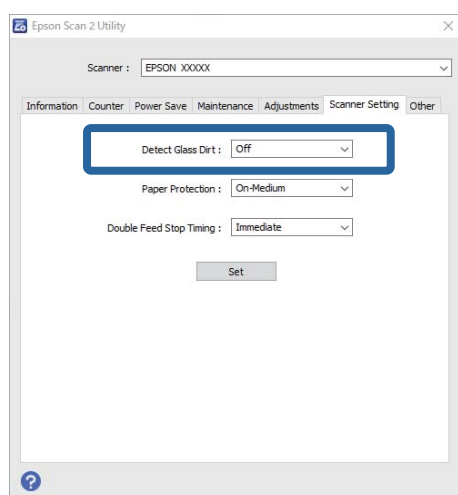 Epson Scan 2 Utility
Scanner : EPSON XXXXX
Information Counter Power Save Maintenance Adjustments Scanner Setting Other
Detect Glass Dirt : Off
Paper Protection : On-Medium
Double Feed Stop Timing : Immediate
Set
?